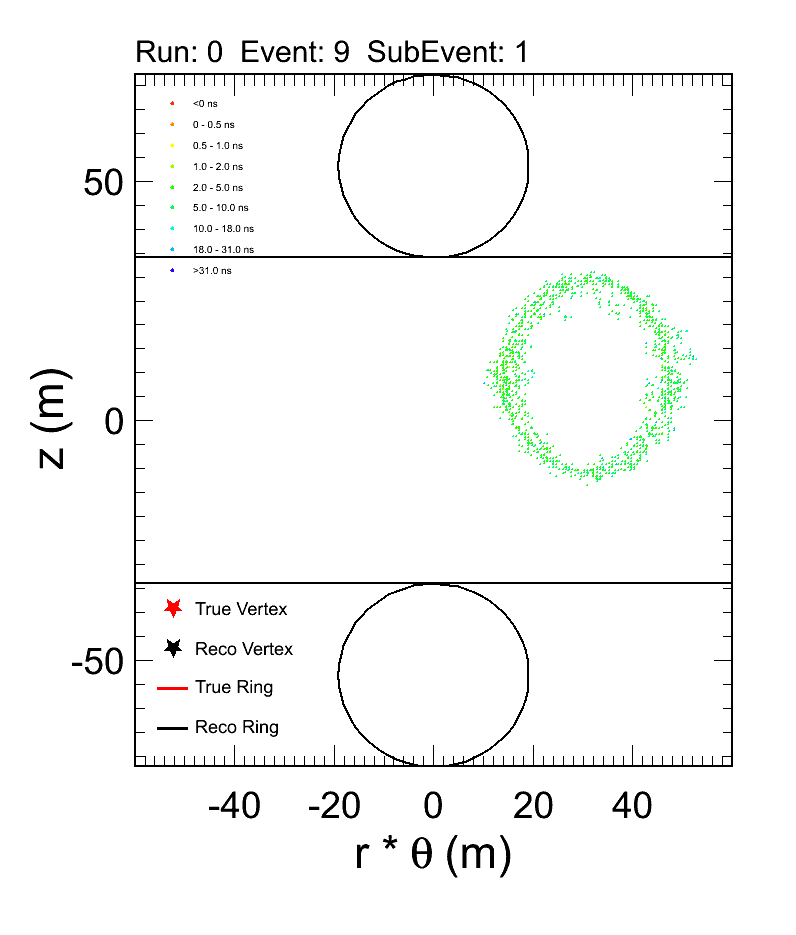 Run: 0 Event: 9 SubEvent: 1
<0 ns
0 - 0.5 ns
0.5 - 1.0 ns
1.0 - 2.0 ns
2.0 - 5.0 ns
5.0 - 10.0 ns
10.0 - 18.0 ns
18.0 - 31.0 ns
>31.0 ns
50
0
-50
z (m)
True Vertex
Reco Vertex
True Ring
Reco Ring
-40 -20 0 20 40
r * θ (m)